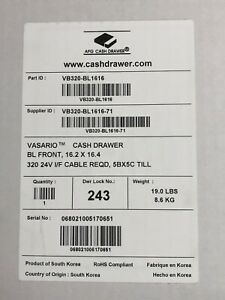 APG CASH DRAWER®
www.cashdrawer.com
Part ID : VB320-BL1616
VB320-BL1616
Supplier ID : VB320-BL1616-71
VB320-BL1616-71
VASARIO™ CASH DRAWER
BL FRONT, 16.2 X 16.4
320 24V I/F CABLE REQD, 5BX5C TILL
Quantity : Dwr Lock No.: Weight :
1 243 19.0 LBS
8.6 KG
Serial No : 068021005170651
Product of South Korea RoHS Compliant Fabrique en Korea
Country of Origin : South Korea Hecho en Korea